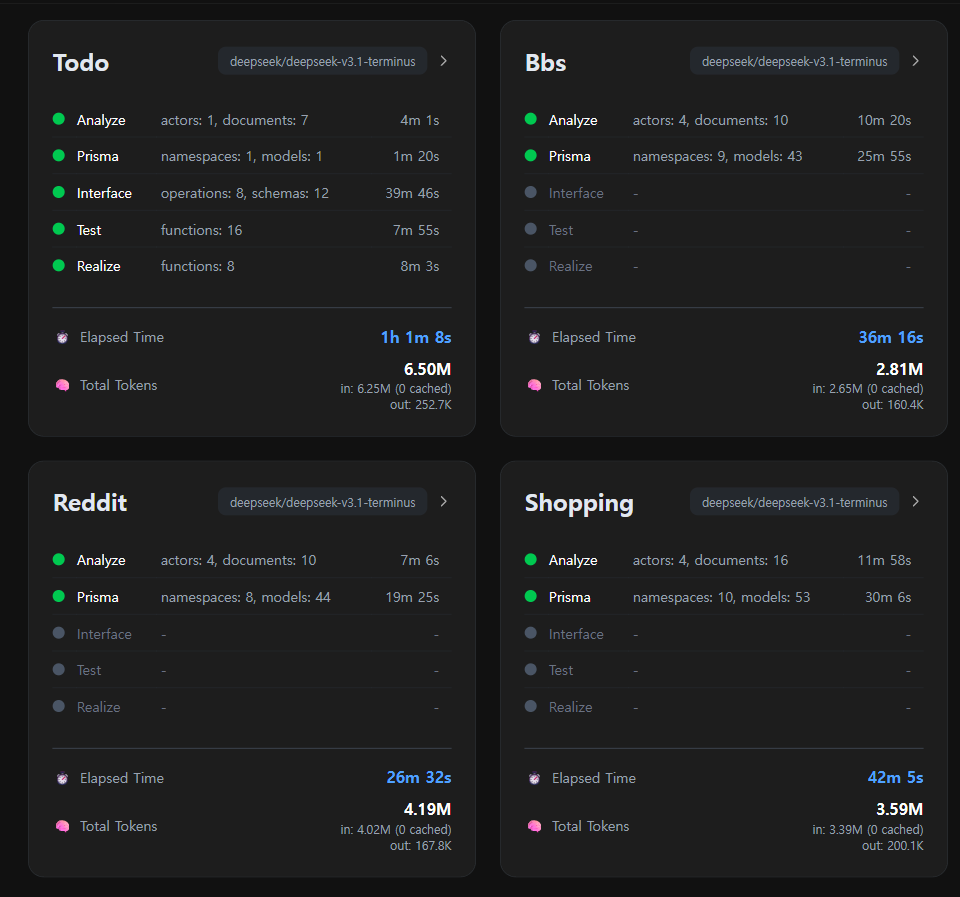 Todo deepseek/deepseek-v3.1-terminus
Analyze actors: 1, documents: 7 4m 1s
Prisma namespaces: 1, models: 1 1m 20s
Interface operations: 8, schemas: 12 39m 46s
Test functions: 16 7m 55s
Realize functions: 8 8m 3s
Elapsed Time 1h 1m 8s
6.50M
Total Tokens in: 6.25M (0 cached)
out: 252.7K
Bbs deepseek/deepseek-v3.1-terminus
Analyze actors: 4, documents: 10 10m 20s
Prisma namespaces: 9, models: 43 25m 55s
Interface - -
Test - -
Realize - -
Elapsed Time 36m 16s
2.81M
Total Tokens in: 2.65M (0 cached)
out: 160.4K
Reddit deepseek/deepseek-v3.1-terminus
Analyze actors: 4, documents: 10 7m 6s
Prisma namespaces: 8, models: 44 19m 25s
Interface - -
Test - -
Realize - -
Elapsed Time 26m 32s
4.19M
Total Tokens in: 4.02M (0 cached)
out: 167.8K
Shopping deepseek/deepseek-v3.1-terminus
Analyze actors: 4, documents: 16 11m 58s
Prisma namespaces: 10, models: 53 30m 6s
Interface - -
Test - -
Realize - -
Elapsed Time 42m 5s
3.59M
Total Tokens in: 3.39M (0 cached)
out: 200.1K